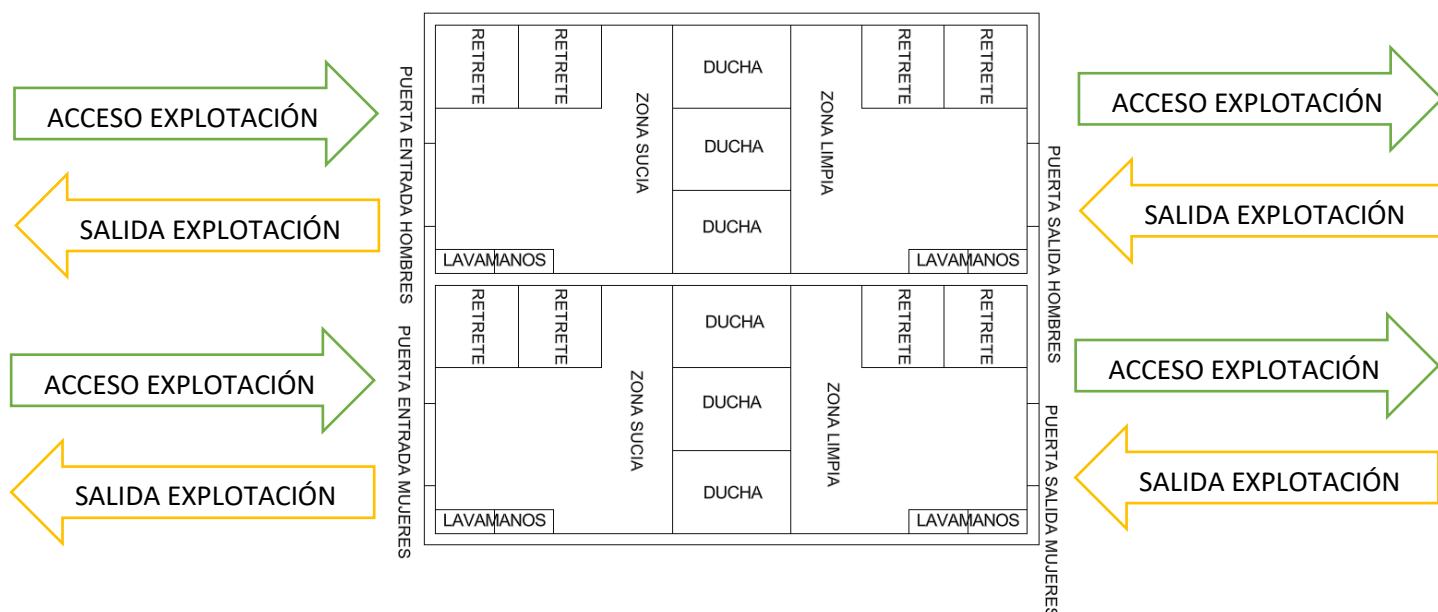 RETRETE
RETRETE
DUCHA
RETRETE
RETRETE
ACCESO EXPLOTACIÓN
PUERTA ENTRADA HOMBRES
ZONA SUCIA
DUCHA
ZONA LIMPIA
PUERTA SALIDA HOMBRES
ACCESO EXPLOTACIÓN
SALIDA EXPLOTACIÓN
DUCHA
SALIDA EXPLOTACIÓN
LAVAMANOS
LAVAMANOS
RETRETE
RETRETE
DUCHA
RETRETE
RETRETE
ACCESO EXPLOTACIÓN
PUERTA ENTRADA MUJERES
ZONA SUCIA
DUCHA
ZONA LIMPIA
PUERTA SALIDA MUJERES
ACCESO EXPLOTACIÓN
SALIDA EXPLOTACIÓN
DUCHA
SALIDA EXPLOTACIÓN
LAVAMANOS
LAVAMANOS